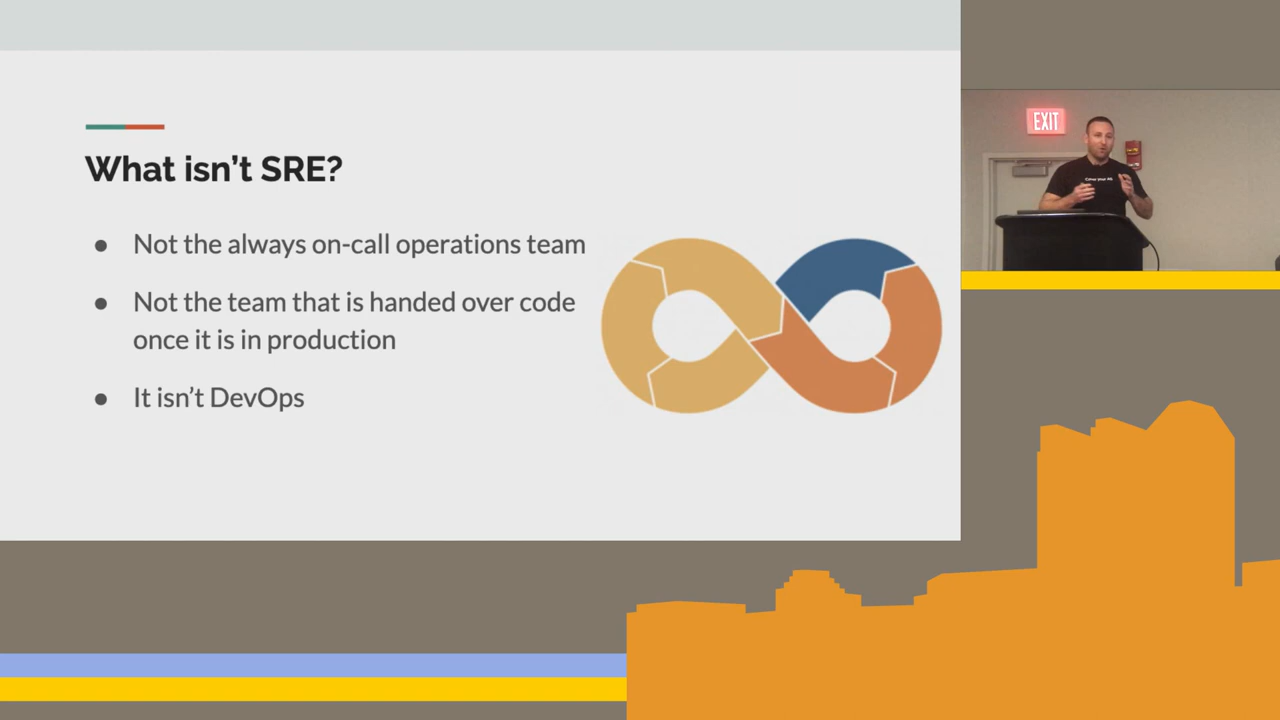 What isn't SRE?
● Not the always on-call operations team
● Not the team that is handed over code
once it is in production
● It isn't DevOps
EXIT